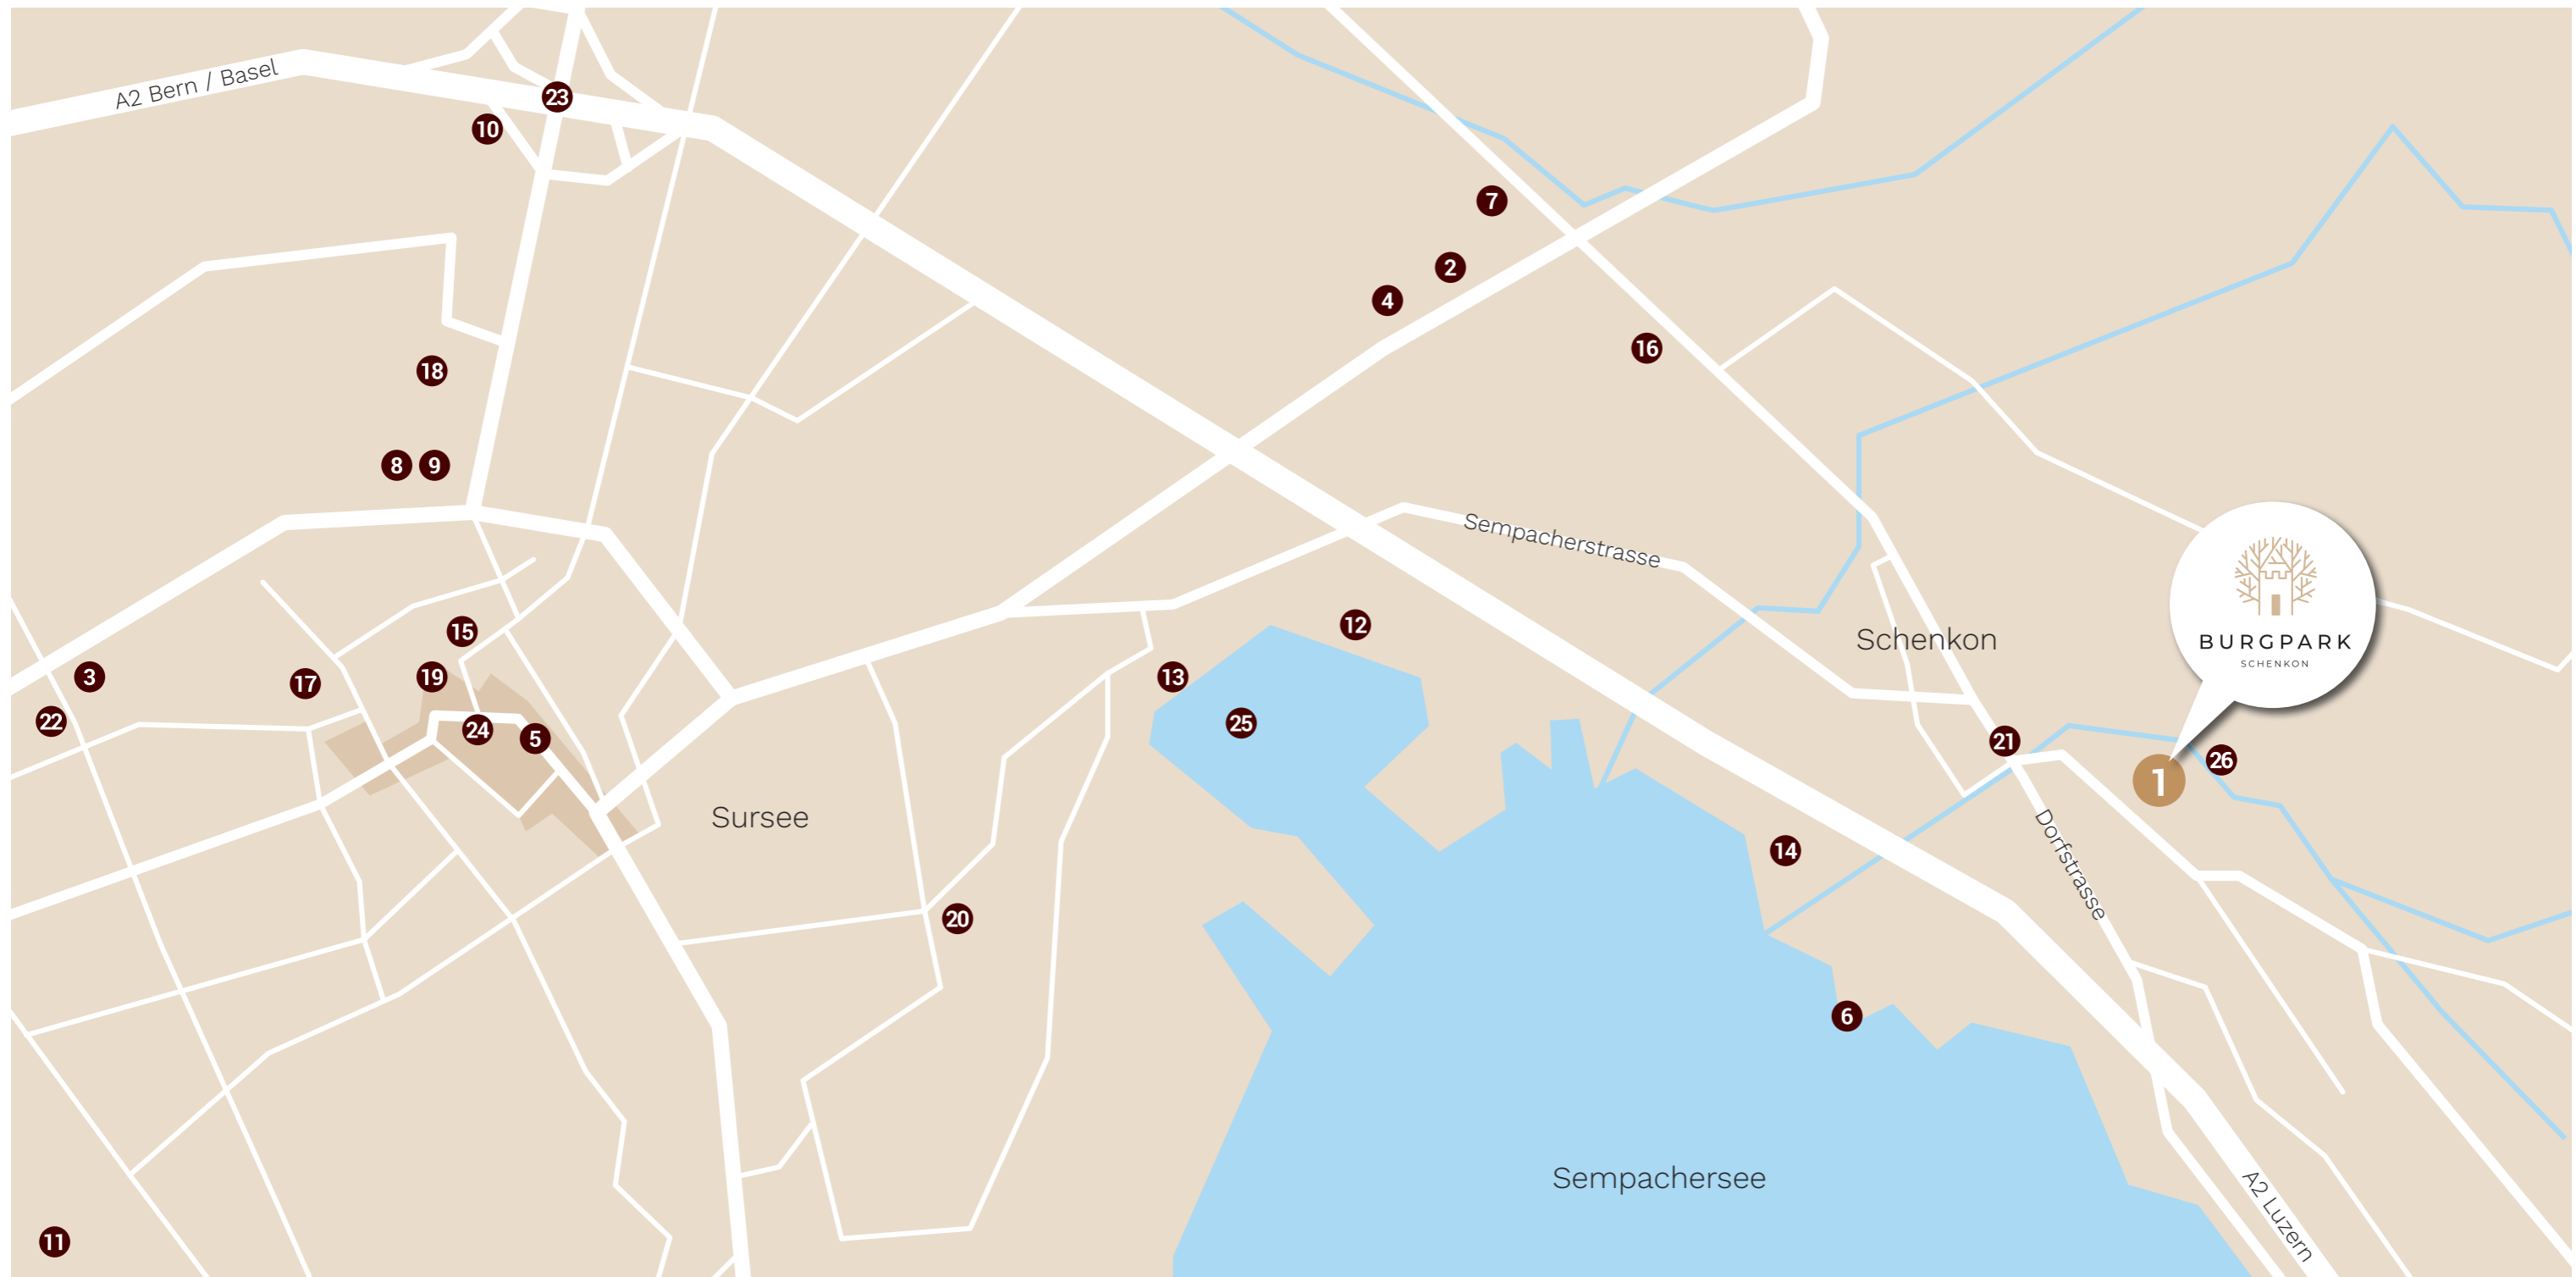 A2 Bern / Basel
23
10
7
2
4
16
18
8
9
Sempacherstrasse
12
15
Schenkon
BURGPARK
SCHENKON
3
17
19
13
22
24
5
25
21
26
1
Sursee
14
Dorfstrasse
20
6
Sempachersee
A2 Luzern
11